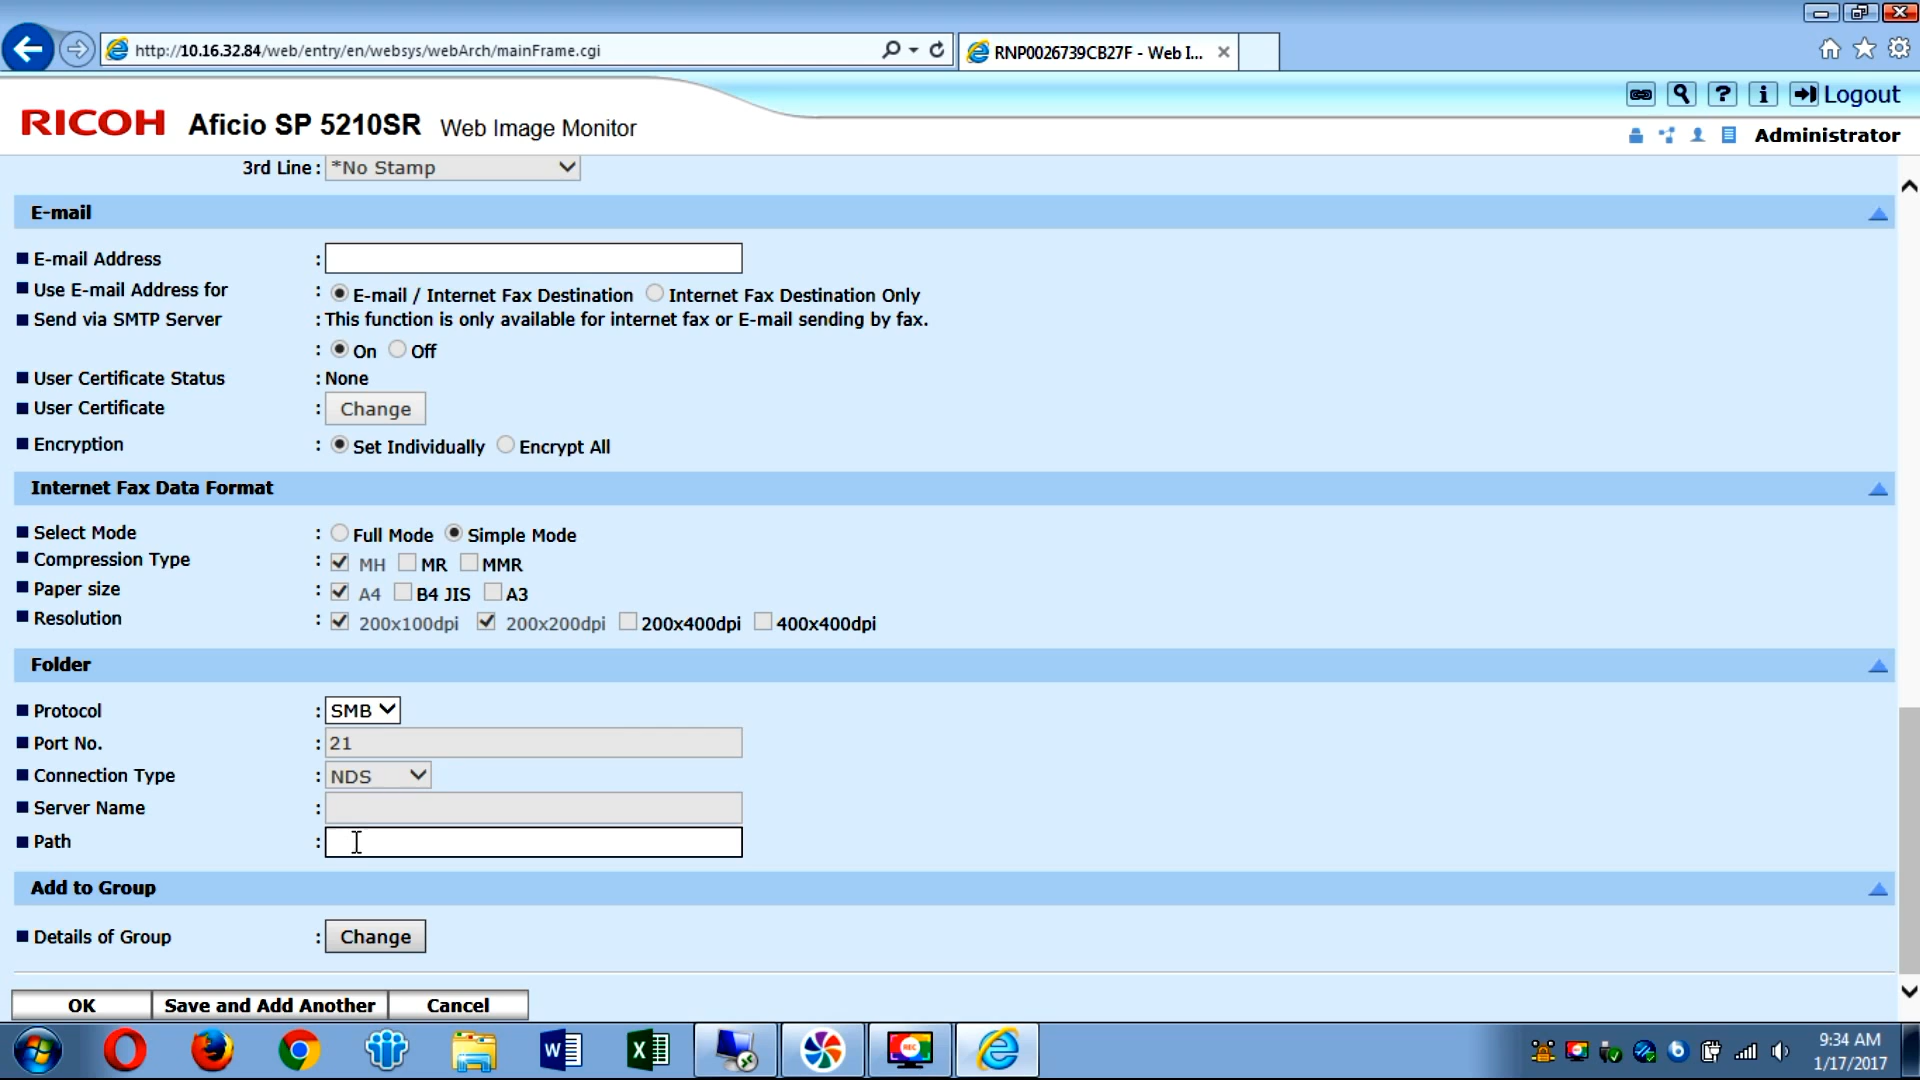 http://10.16.32.84/web/entry/en/websys/webArch/mainFrame.cgi
RNP0026739CB27F - Web I...
Logout
RICOH Aficio SP 5210SR Web Image Monitor
Administrator
3rd Line : *No Stamp
E-mail
E-mail Address :
Use E-mail Address for : E-mail / Internet Fax Destination Internet Fax Destination Only
Send via SMTP Server : This function is only available for internet fax or E-mail sending by fax.
: On Off
User Certificate Status : None
User Certificate : Change
Encryption : Set Individually Encrypt All
Internet Fax Data Format
Select Mode : Full Mode Simple Mode
Compression Type : MH MR MMR
Paper size : A4 B4 JIS A3
Resolution : 200x100dpi 200x200dpi 200x400dpi 400x400dpi
Folder
Protocol : SMB
Port No. : 21
Connection Type : NDS
Server Name :
Path :
Add to Group
Details of Group : Change
OK Save and Add Another Cancel
9:34 AM
1/17/2017